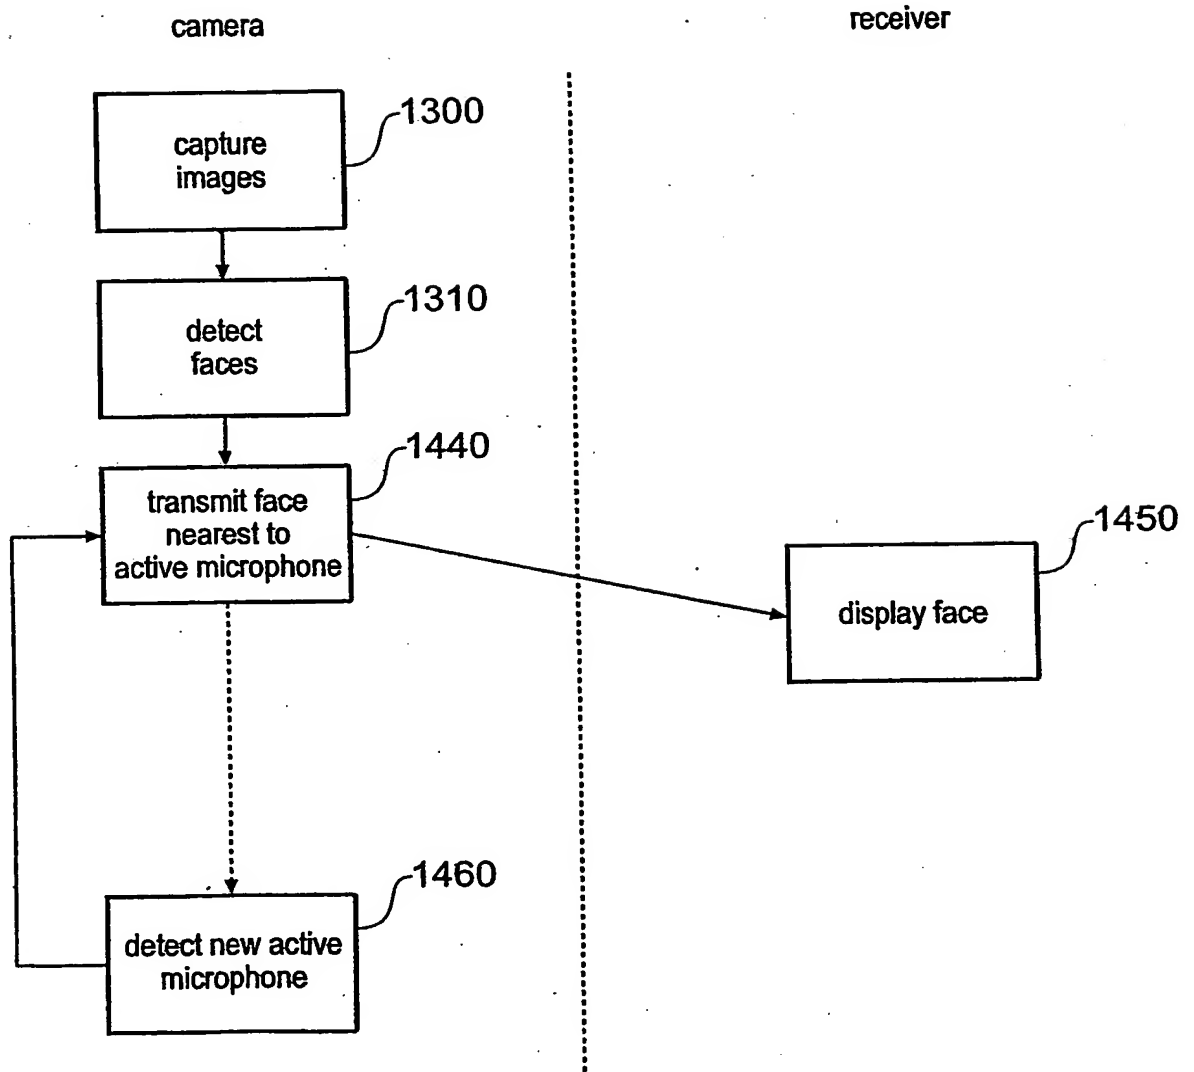 camera
receiver
1300
capture
images
1310
detect
faces
1440
transmit face
nearest to
active microphone
1450
display face
1460
detect new active
microphone